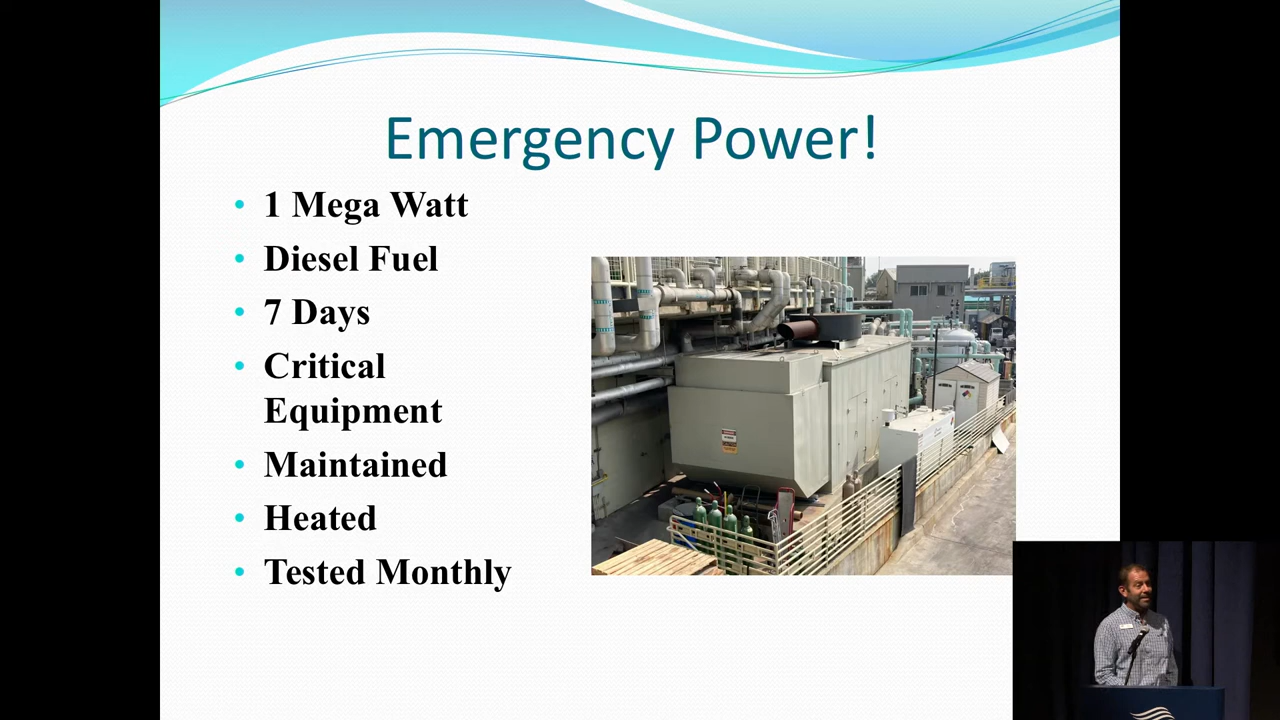 Emergency Power!
• 1 Mega Watt
• Diesel Fuel
• 7 Days
• Critical
Equipment
• Maintained
• Heated
• Tested Monthly